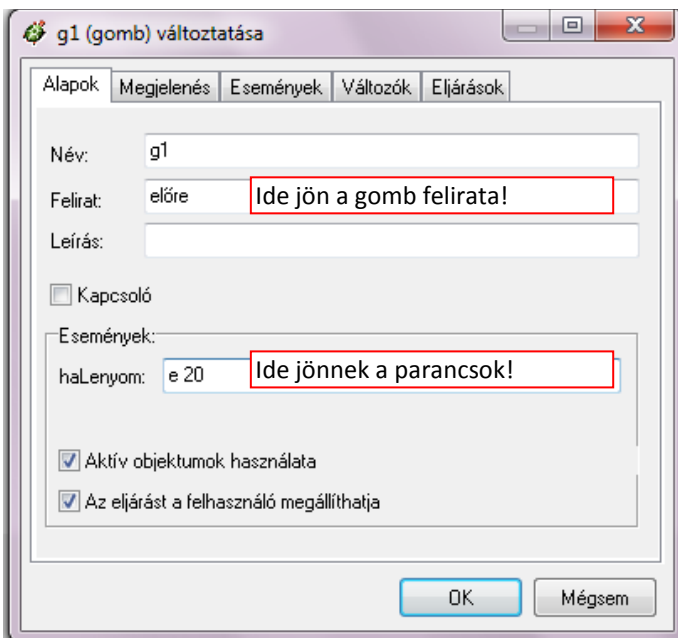 g1 (gomb) változtatása
Alapok Megjelenés Események Változók Eljárások
Név: g1
Felirat: előre Ide jön a gomb felirata!
Leírás:
Kapcsoló
Események:
haLenyom: e 20 Ide jönnek a parancsok!
Aktív objektumok használata
Az eljárást a felhasználó megállíthatja
OK Mégsem